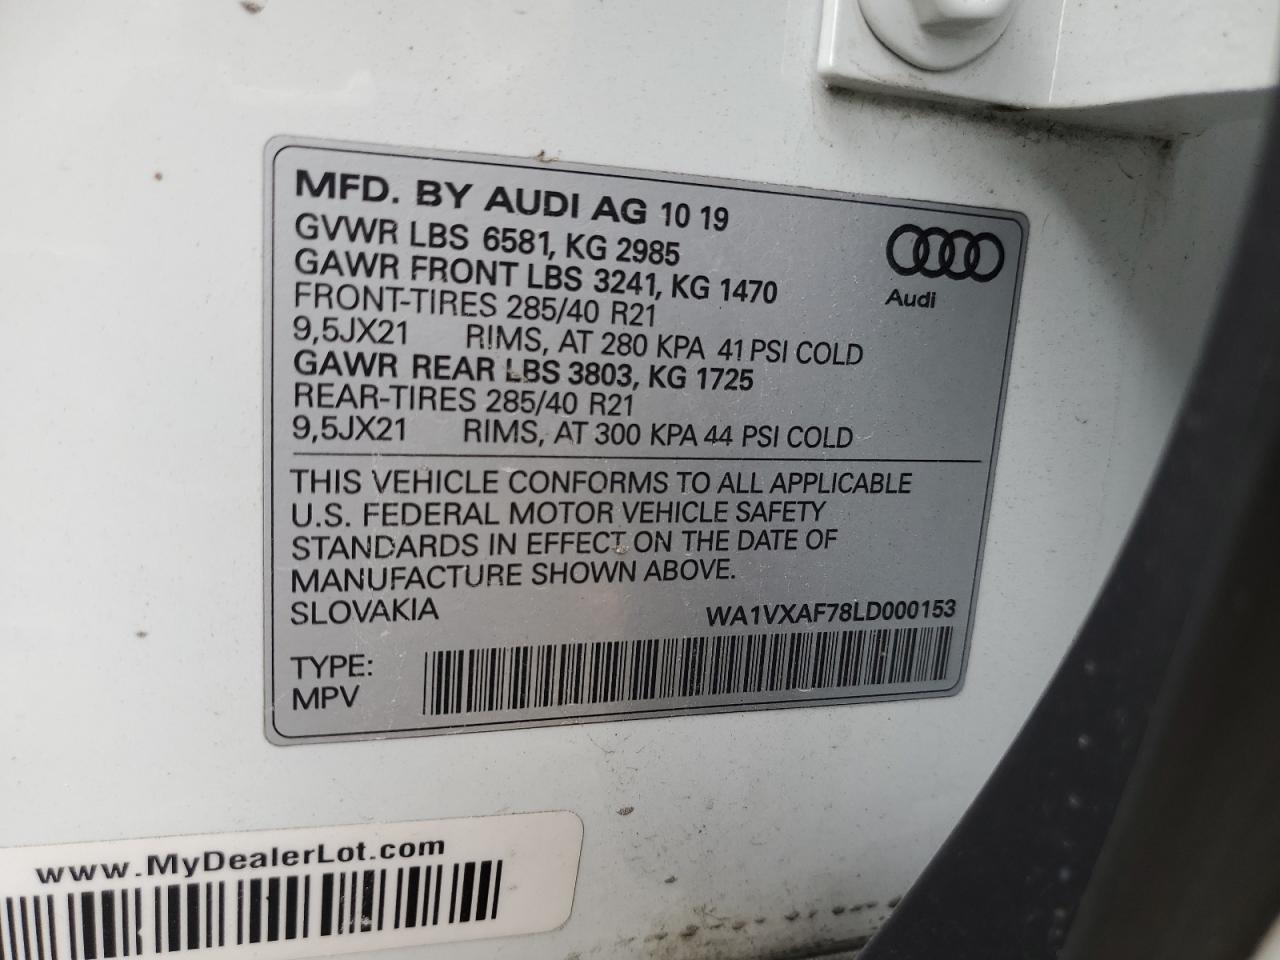 MFD. BY AUDI AG 10 19
GVWR LBS 6581, KG 2985
GAWR FRONT LBS 3241, KG 1470
FRONT-TIRES 285/40 R21
9,5JX21 RIMS, AT 280 KPA 41 PSI COLD
GAWR REAR LBS 3803, KG 1725
REAR-TIRES 285/40 R21
9,5JX21 RIMS, AT 300 KPA 44 PSI COLD
Audi
THIS VEHICLE CONFORMS TO ALL APPLICABLE
U.S. FEDERAL MOTOR VEHICLE SAFETY
STANDARDS IN EFFECT ON THE DATE OF
MANUFACTURE SHOWN ABOVE.
SLOVAKIA WA1VXAF78LD000153
TYPE:
MPV
www.MyDealerLot.com